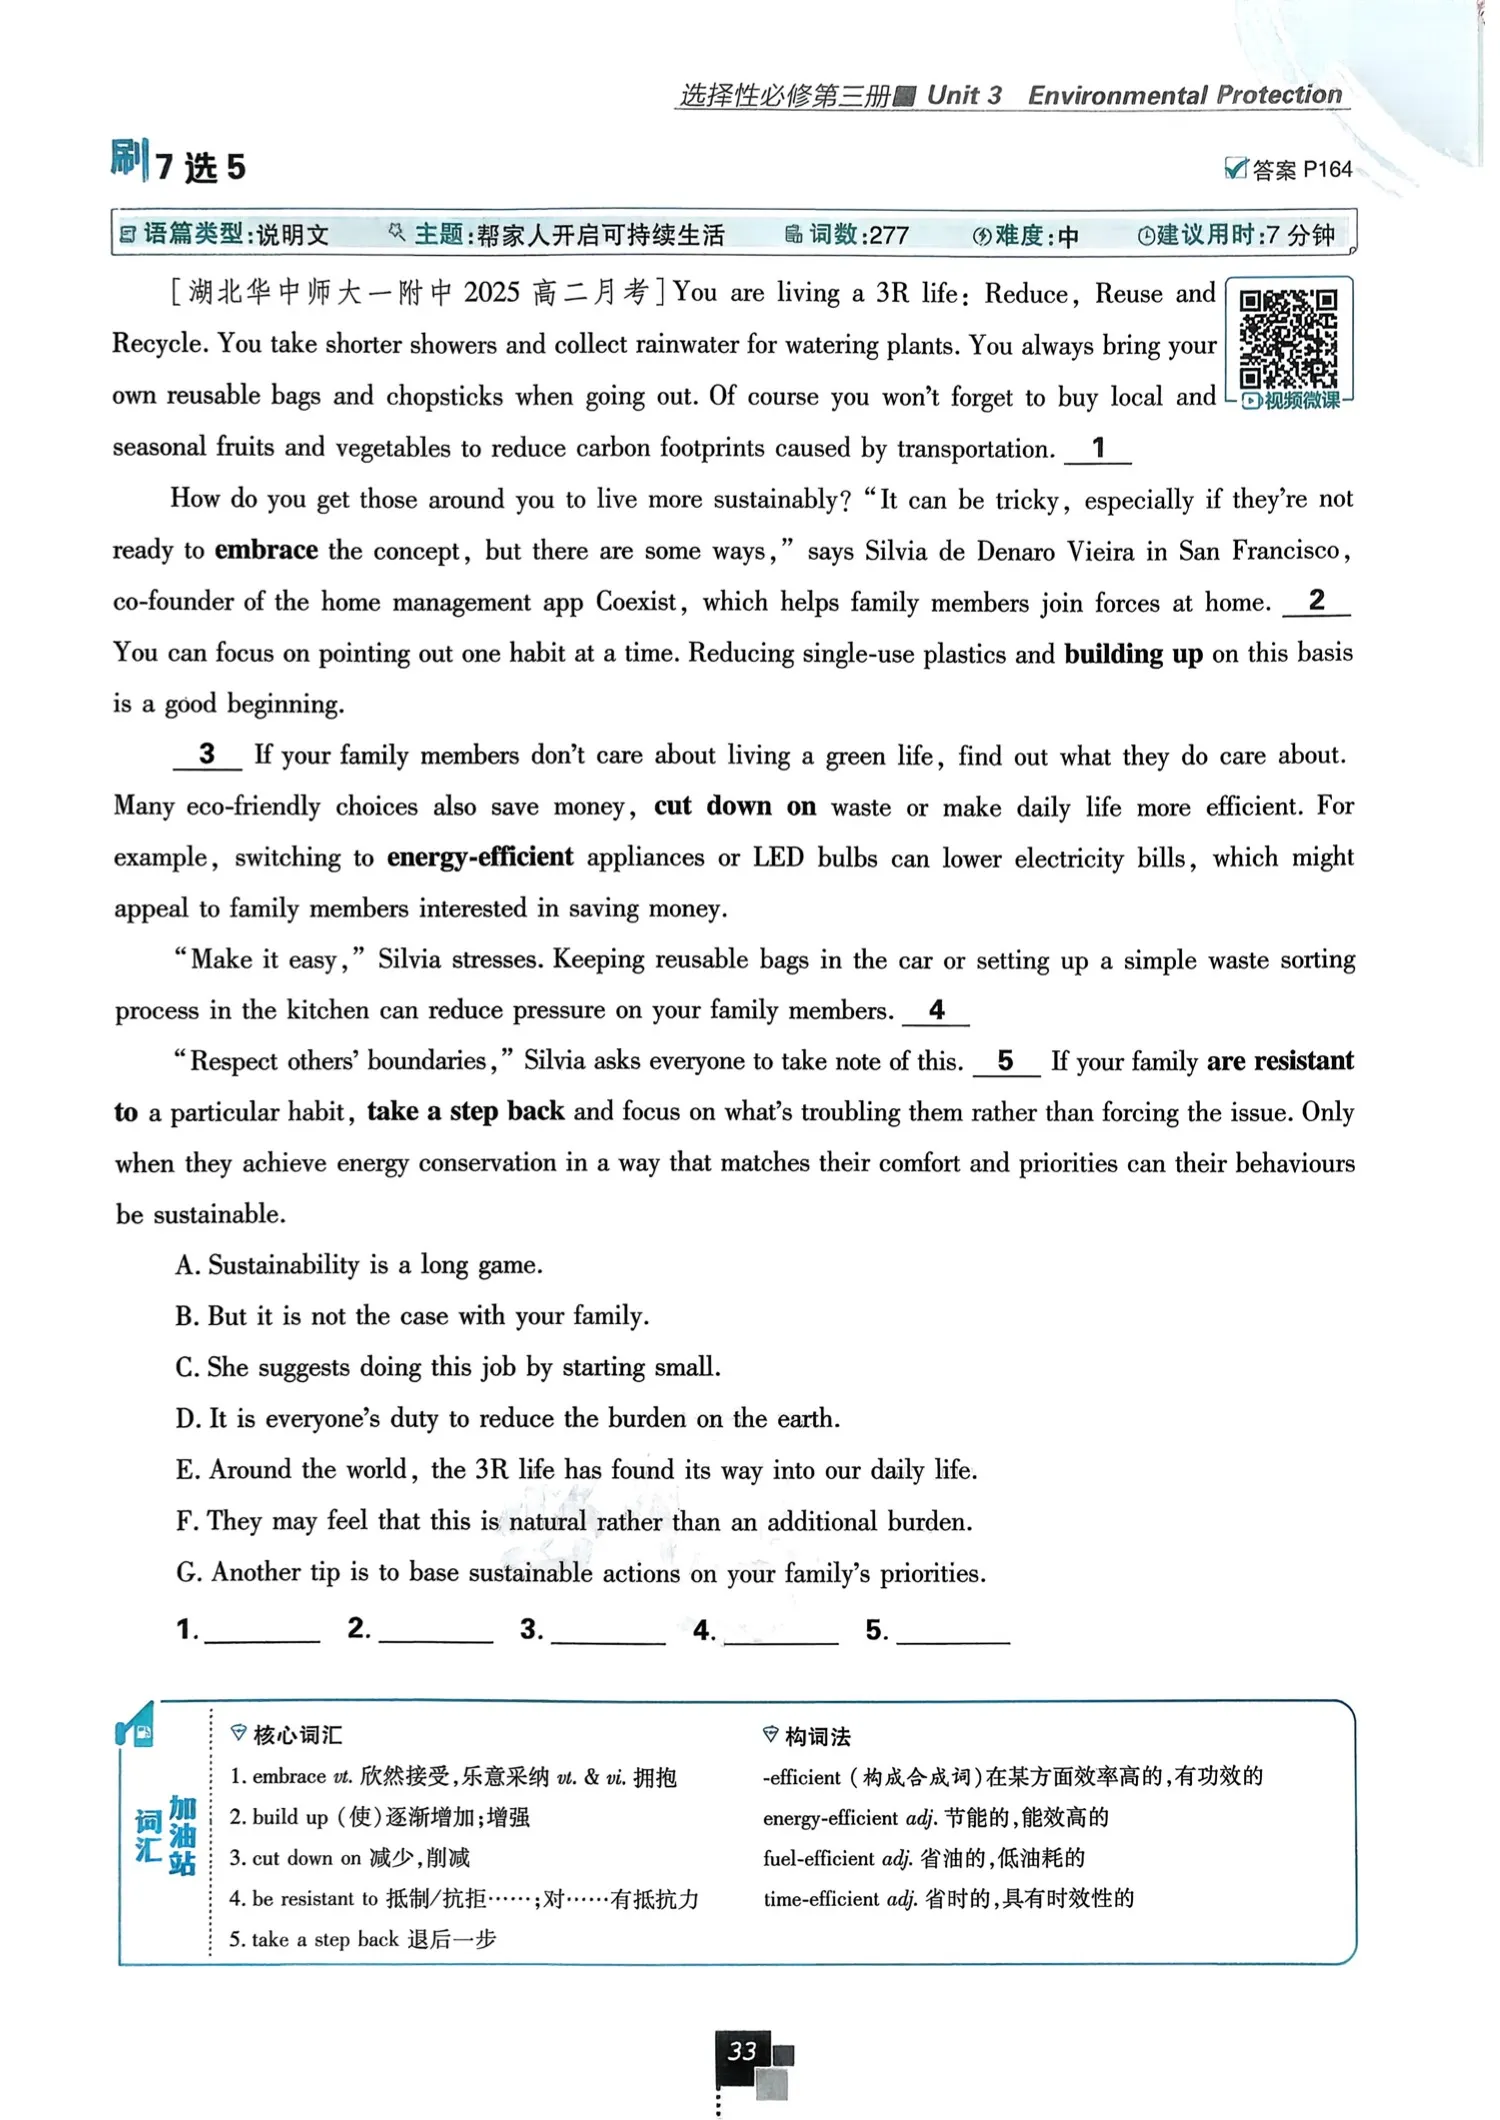 选择性必修第三册 Unit 3 Environmental Protection
刷7选5
答案 P164
语篇类型:说明文 主题:帮家人开启可持续生活 词数:277 难度:中 建议用时:7 分钟
[湖北华中师大一附中 2025 高二月考]You are living a 3R life: Reduce, Reuse and
Recycle. You take shorter showers and collect rainwater for watering plants. You always bring your
own reusable bags and chopsticks when going out. Of course you won't forget to buy local and
seasonal fruits and vegetables to reduce carbon footprints caused by transportation. 1
视频微课
How do you get those around you to live more sustainably? “It can be tricky, especially if they're not
ready to embrace the concept, but there are some ways,” says Silvia de Denaro Vieira in San Francisco,
co-founder of the home management app Coexist, which helps family members join forces at home. 2
You can focus on pointing out one habit at a time. Reducing single-use plastics and building up on this basis
is a good beginning.
3 If your family members don't care about living a green life, find out what they do care about.
Many eco-friendly choices also save money, cut down on waste or make daily life more efficient. For
example, switching to energy-efficient appliances or LED bulbs can lower electricity bills, which might
appeal to family members interested in saving money.
“Make it easy,” Silvia stresses. Keeping reusable bags in the car or setting up a simple waste sorting
process in the kitchen can reduce pressure on your family members. 4
“Respect others' boundaries,” Silvia asks everyone to take note of this. 5 If your family are resistant
to a particular habit, take a step back and focus on what's troubling them rather than forcing the issue. Only
when they achieve energy conservation in a way that matches their comfort and priorities can their behaviours
be sustainable.
A. Sustainability is a long game.
B. But it is not the case with your family.
C. She suggests doing this job by starting small.
D. It is everyone's duty to reduce the burden on the earth.
E. Around the world, the 3R life has found its way into our daily life.
F. They may feel that this is natural rather than an additional burden.
G. Another tip is to base sustainable actions on your family's priorities.
1. 2. 3. 4. 5.
词汇加油站
核心词汇
1. embrace vt. 欣然接受,乐意采纳 vt. & vi. 拥抱
2. build up (使)逐渐增加;增强
3. cut down on 减少,削减
4. be resistant to 抵制/抗拒……;对……有抵抗力
5. take a step back 退后一步
构词法
-efficient (构成合成词)在某方面效率高的,有功效的
energy-efficient adj. 节能的,能效高的
fuel-efficient adj. 省油的,低油耗的
time-efficient adj. 省时的,具有时效性的
33